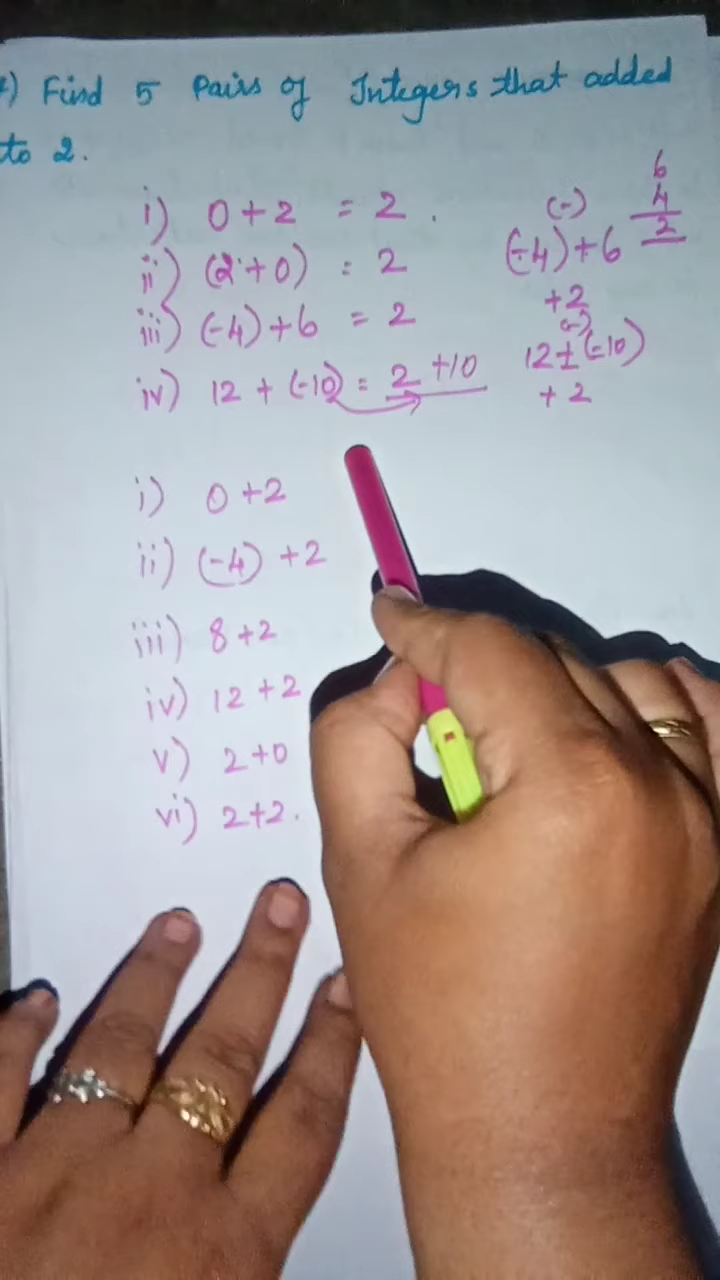 ) Find 5 Pairs of Integers that added
to 2.
i) 0+2 = 2.
ii) (2+0) = 2
iii) (-4)+6 = 2
iv) 12 + (-10) = 2 +10
6
4
2
(-)
(-4)+6
+2
(-)
12+(-10)
+2
i) 0+2
ii) (-4) +2
iii) 8+2
iv) 12+2
v) 2+0
vi) 2+2.